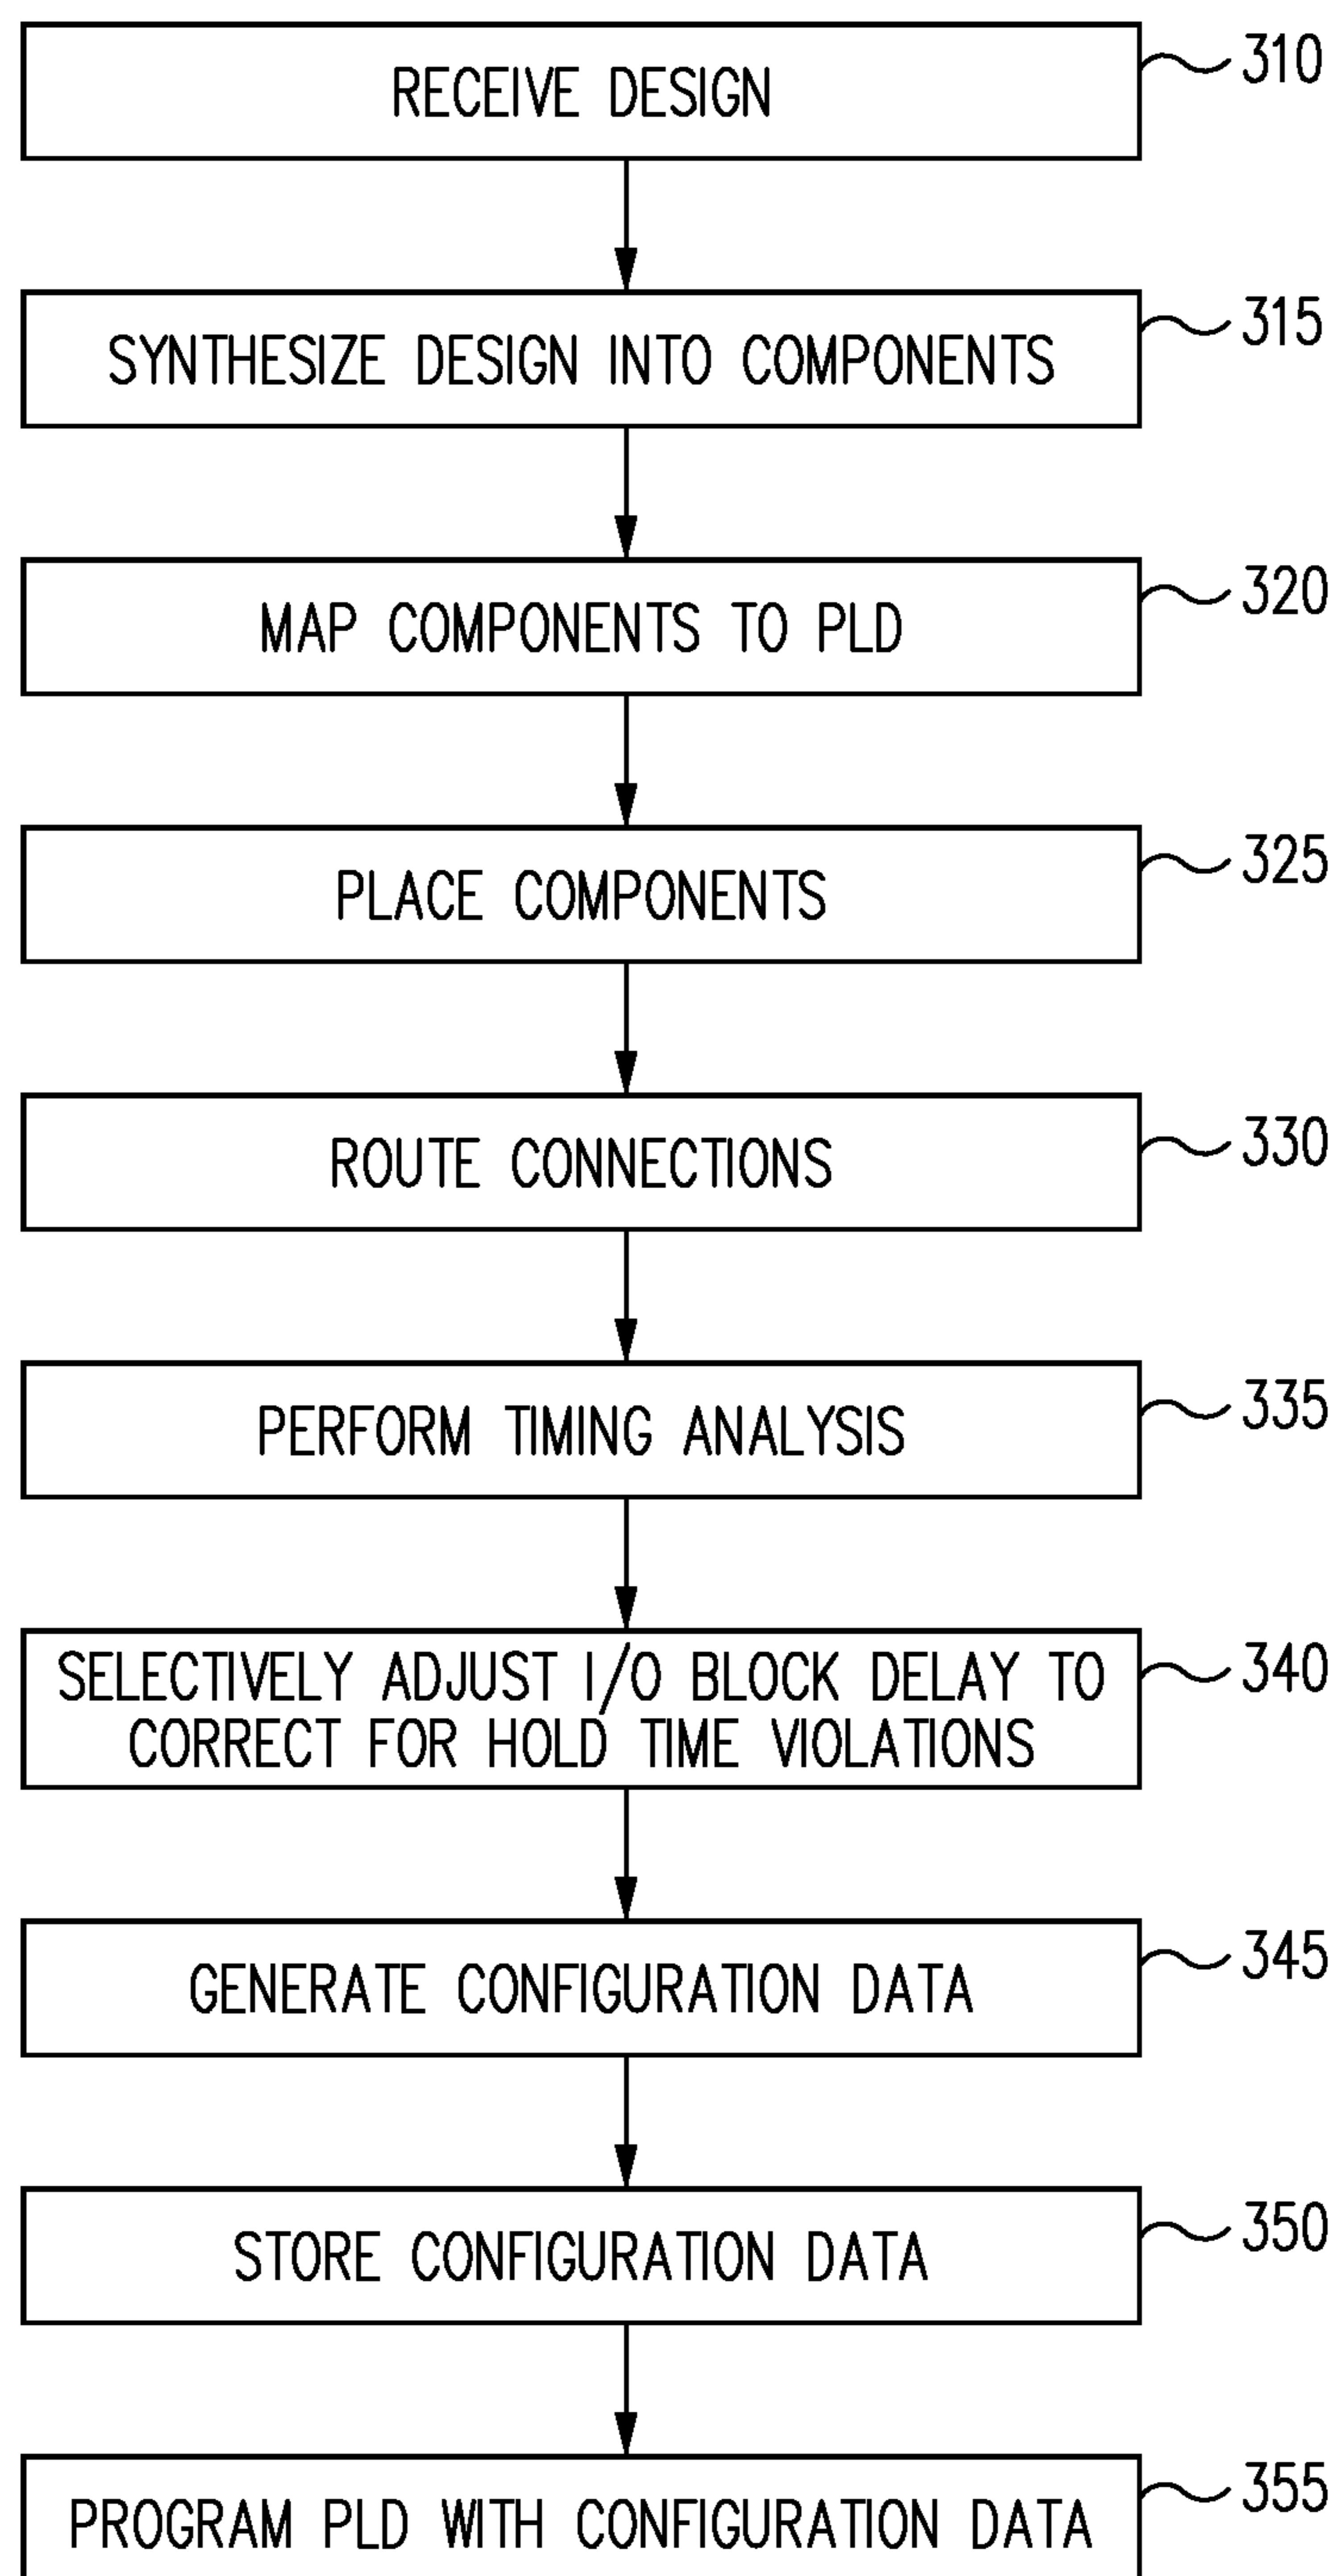 RECEIVE DESIGN
310
SYNTHESIZE DESIGN INTO COMPONENTS
315
MAP COMPONENTS TO PLD
320
PLACE COMPONENTS
325
ROUTE CONNECTIONS
330
PERFORM TIMING ANALYSIS
335
SELECTIVELY ADJUST I/O BLOCK DELAY TO
CORRECT FOR HOLD TIME VIOLATIONS
340
GENERATE CONFIGURATION DATA
345
STORE CONFIGURATION DATA
350
PROGRAM PLD WITH CONFIGURATION DATA
355